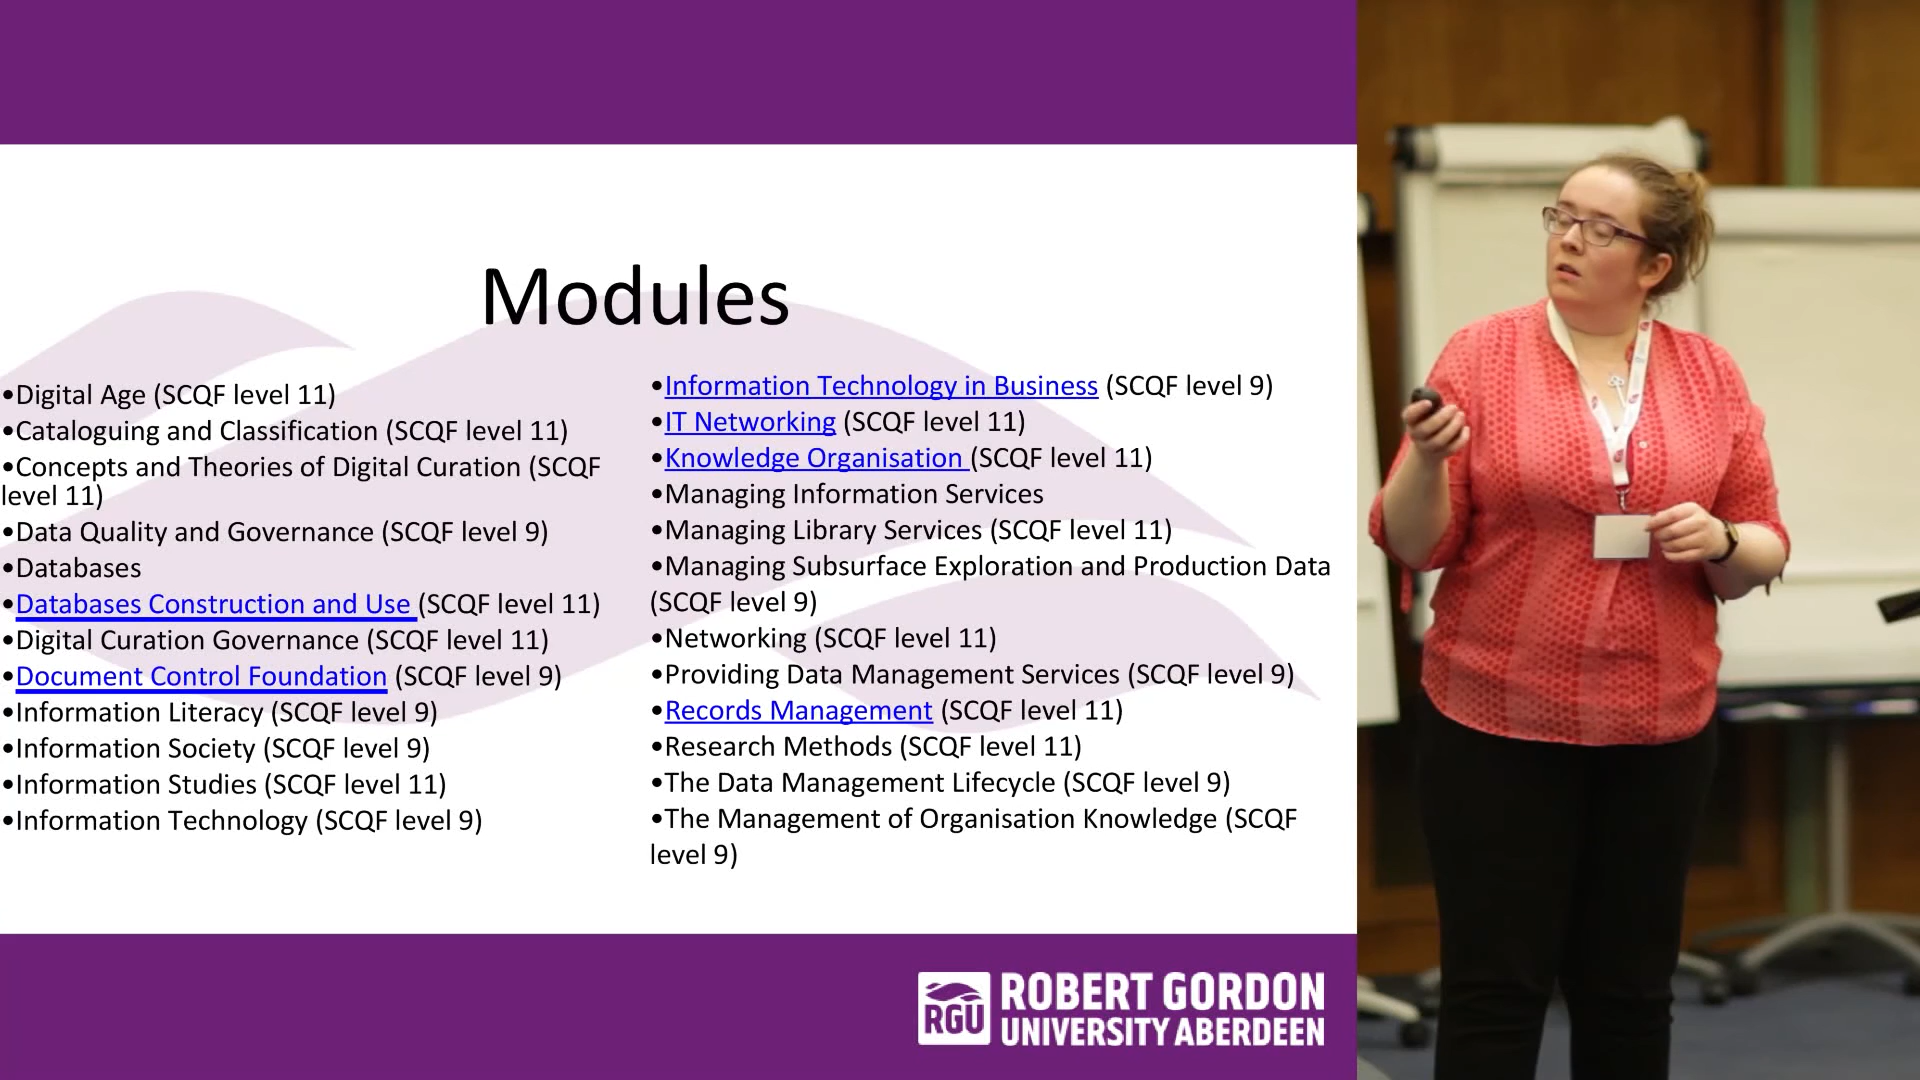 Modules
•Digital Age (SCQF level 11)
•Cataloguing and Classification (SCQF level 11)
•Concepts and Theories of Digital Curation (SCQF
level 11)
•Data Quality and Governance (SCQF level 9)
•Databases
•Databases Construction and Use (SCQF level 11)
•Digital Curation Governance (SCQF level 11)
•Document Control Foundation (SCQF level 9)
•Information Literacy (SCQF level 9)
•Information Society (SCQF level 9)
•Information Studies (SCQF level 11)
•Information Technology (SCQF level 9)
•Information Technology in Business (SCQF level 9)
•IT Networking (SCQF level 11)
•Knowledge Organisation (SCQF level 11)
•Managing Information Services
•Managing Library Services (SCQF level 11)
•Managing Subsurface Exploration and Production Data
(SCQF level 9)
•Networking (SCQF level 11)
•Providing Data Management Services (SCQF level 9)
•Records Management (SCQF level 11)
•Research Methods (SCQF level 11)
•The Data Management Lifecycle (SCQF level 9)
•The Management of Organisation Knowledge (SCQF
level 9)
RGU
ROBERT GORDON
UNIVERSITY ABERDEEN